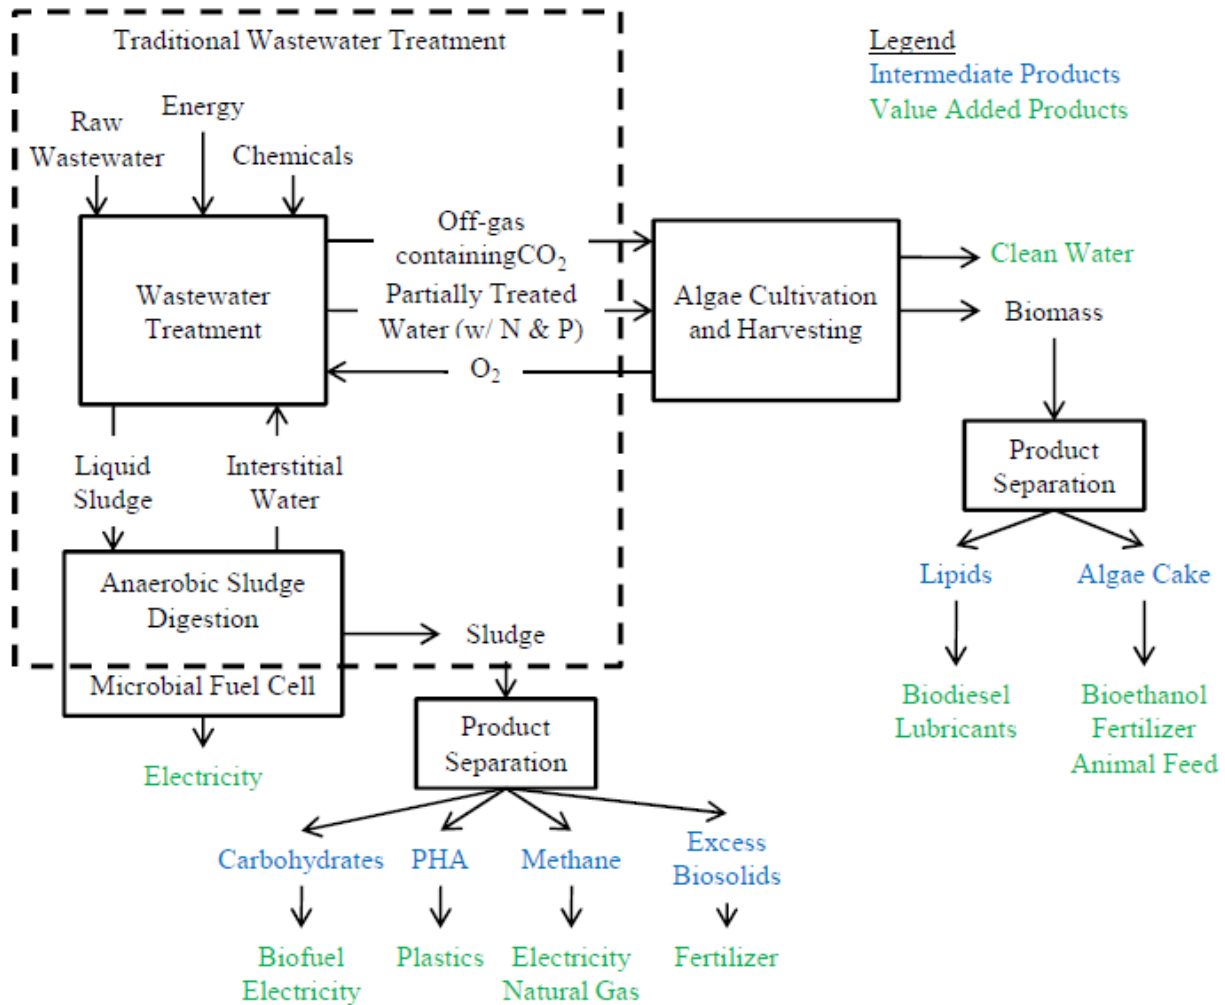 Traditional Wastewater Treatment
Legend
Intermediate Products
Value Added Products
Energy
Raw
Wastewater
Chemicals
Off-gas
containingCO₂
Partially Treated
Water (w/ N & P)
O₂
Wastewater
Treatment
Algae Cultivation
and Harvesting
Clean Water
Biomass
Product
Separation
Liquid
Sludge
Interstitial
Water
Lipids
Algae Cake
Biodiesel
Lubricants
Bioethanol
Fertilizer
Animal Feed
Anaerobic Sludge
Digestion
Microbial Fuel Cell
Sludge
Electricity
Product
Separation
Carbohydrates
PHA
Methane
Excess
Biosolids
Biofuel
Electricity
Plastics
Electricity
Natural Gas
Fertilizer